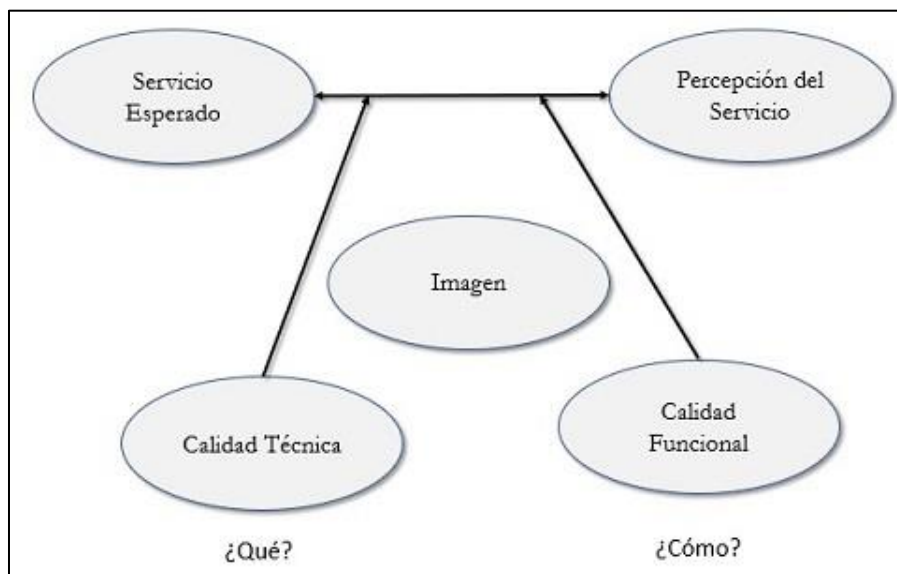 Servicio
Esperado
Percepción del
Servicio
Imagen
Calidad Técnica
Calidad
Funcional
¿Qué?
¿Cómo?